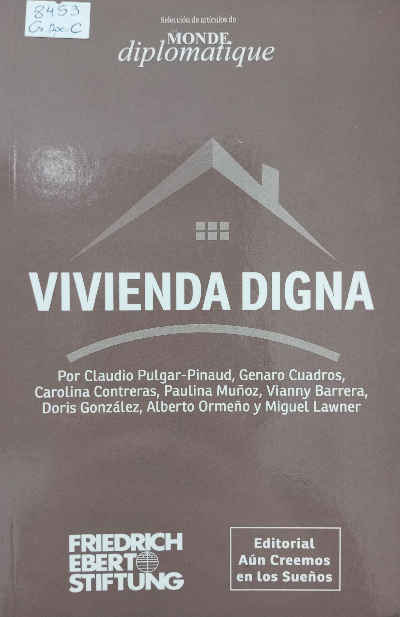 8453
Selección de artículos de
LE MONDE
diplomatique
VIVIENDA DIGNA
Por Claudio Pulgar-Pinaud, Genaro Cuadros,
Carolina Contreras, Paulina Muñoz, Vianny Barrera,
Doris González, Alberto Ormeño y Miguel Lawner
FRIEDRICH
EBERT
STIFTUNG
Editorial
Aún Creemos
en los Sueños